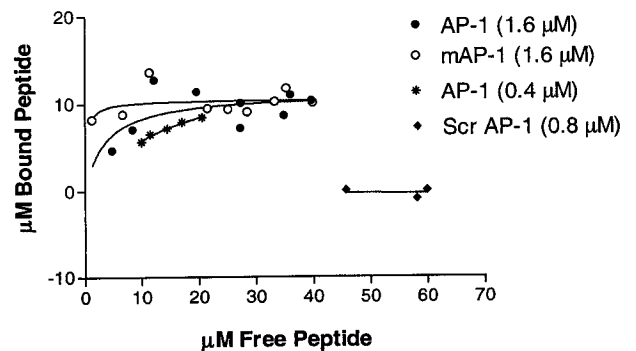 20
10
0
-10
0
10
20
30
40
50
60
70
µM Bound Peptide
µM Free Peptide
AP-1 (1.6 µM)
mAP-1 (1.6 µM)
AP-1 (0.4 µM)
Scr AP-1 (0.8 µM)